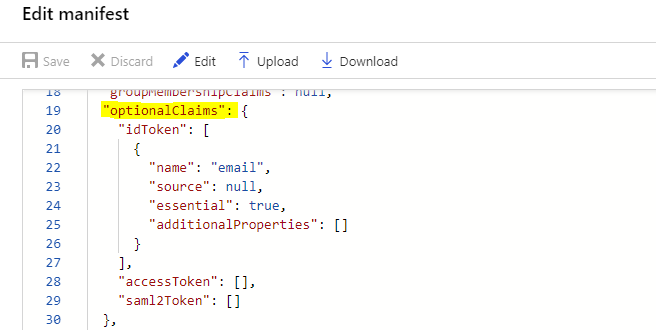 Edit manifest
Save Discard Edit Upload Download
18 groupMembershipClaims : null,
19 "optionalClaims": {
20 "idToken": [
21 {
22 "name": "email",
23 "source": null,
24 "essential": true,
25 "additionalProperties": []
26 }
27 ],
28 "accessToken": [],
29 "saml2Token": []
30 },